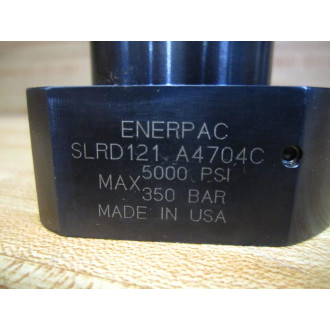 ENERPAC
SLRD121 A4704C
MAX 5000 PSI
350 BAR
MADE IN USA